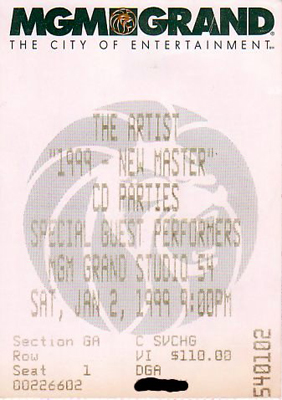 MGM GRAND
THE CITY OF ENTERTAINMENT
THE ARTIST
"1999 - NEW MASTER"
CD PARTIES
SPECIAL GUEST PERFORMERS
MGM GRAND STUDIO 54
SAT, JAN 2, 1999 9:00PM
Section GA C SVCHG
Row VI $110.00
Seat 1 DGA
00226602
540102